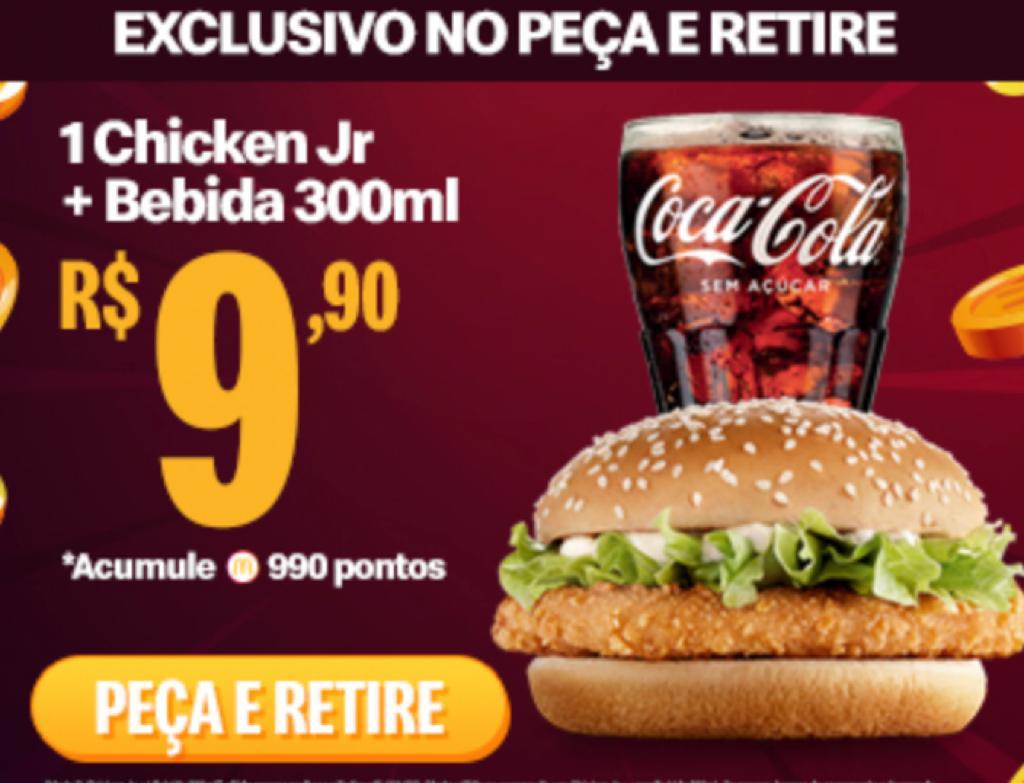 EXCLUSIVO NO PEÇA E RETIRE
1 Chicken Jr
+ Bebida 300ml
R$ 9,90
*Acumule 990 pontos
PEÇA E RETIRE
Coca-Cola
SEM AÇÚCAR